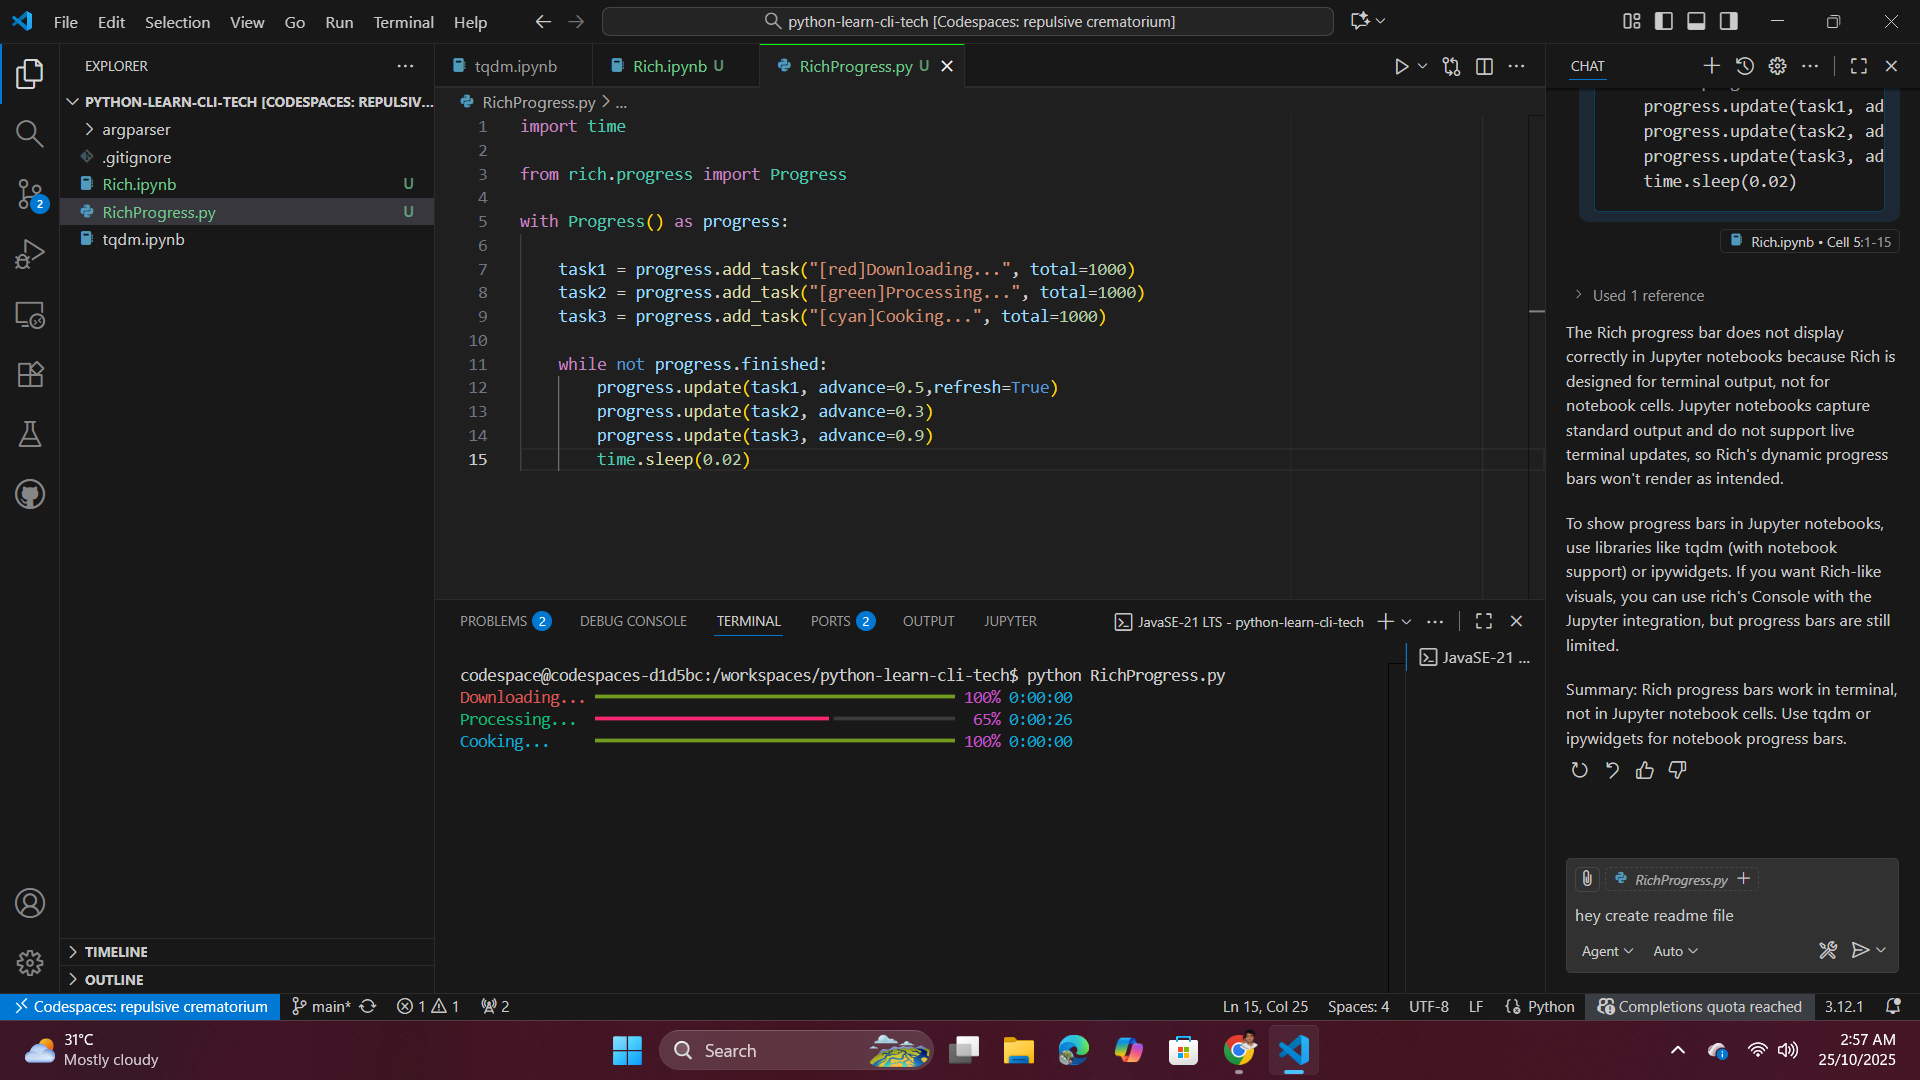 File Edit Selection View Go Run Terminal Help
python-learn-cli-tech [Codespaces: repulsive crematorium]
EXPLORER
PYTHON-LEARN-CLI-TECH [CODESPACES: REPULSIV...
argparser
.gitignore
Rich.ipynb U
RichProgress.py U
tqdm.ipynb
TIMELINE
OUTLINE
2
tqdm.ipynb
Rich.ipynb U
RichProgress.py U
RichProgress.py > ...
1 import time
2
3 from rich.progress import Progress
4
5 with Progress() as progress:
6
7 task1 = progress.add_task("[red]Downloading...", total=1000)
8 task2 = progress.add_task("[green]Processing...", total=1000)
9 task3 = progress.add_task("[cyan]Cooking...", total=1000)
10
11 while not progress.finished:
12 progress.update(task1, advance=0.5,refresh=True)
13 progress.update(task2, advance=0.3)
14 progress.update(task3, advance=0.9)
15 time.sleep(0.02)
PROBLEMS 2 DEBUG CONSOLE TERMINAL PORTS 2 OUTPUT JUPYTER
JavaSE-21 LTS - python-learn-cli-tech
JavaSE-21 ...
codespace@codespaces-d1d5bc:/workspaces/python-learn-cli-tech$ python RichProgress.py
Downloading... 100% 0:00:00
Processing... 65% 0:00:26
Cooking... 100% 0:00:00
CHAT
progress.update(task1, ad
progress.update(task2, ad
progress.update(task3, ad
time.sleep(0.02)
Rich.ipynb • Cell 5:1-15
Used 1 reference
The Rich progress bar does not display
correctly in Jupyter notebooks because Rich is
designed for terminal output, not for
notebook cells. Jupyter notebooks capture
standard output and do not support live
terminal updates, so Rich's dynamic progress
bars won't render as intended.
To show progress bars in Jupyter notebooks,
use libraries like tqdm (with notebook
support) or ipywidgets. If you want Rich-like
visuals, you can use rich's Console with the
Jupyter integration, but progress bars are still
limited.
Summary: Rich progress bars work in terminal,
not in Jupyter notebook cells. Use tqdm or
ipywidgets for notebook progress bars.
RichProgress.py
hey create readme file
Agent Auto
Codespaces: repulsive crematorium main* 1 1 2
Ln 15, Col 25 Spaces: 4 UTF-8 LF Python Completions quota reached 3.12.1
31°C
Mostly cloudy
Search
2:57 AM
25/10/2025